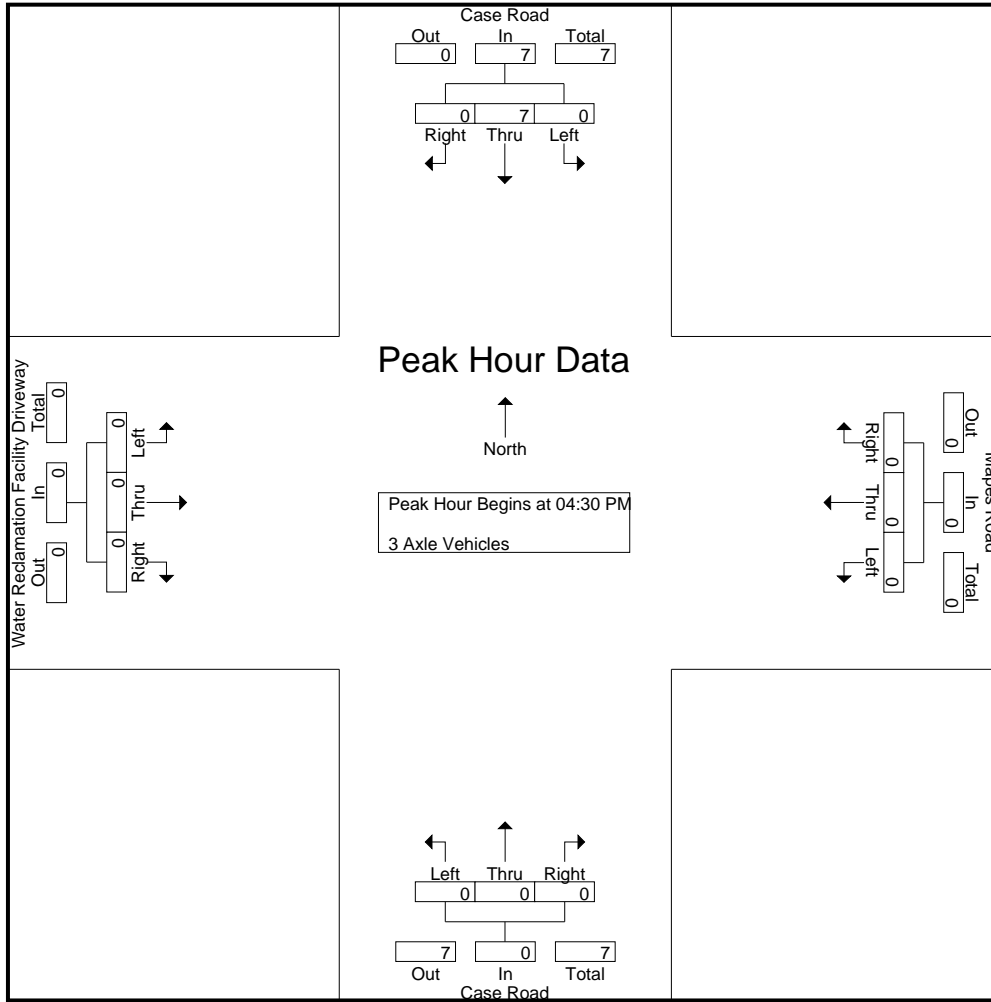 Case Road
Out In Total
0 7 7
0 7 0
Right Thru Left
Peak Hour Data
North
Peak Hour Begins at 04:30 PM
3 Axle Vehicles
Water Reclamation Facility Driveway
Out In Total
0 0 0
0 0 0
Right Thru Left
Mapes Road
Out In Total
0 0 0
0 0 0
Right Thru Left
Left Thru Right
0 0 0
7 0 7
Out In Total
Case Road